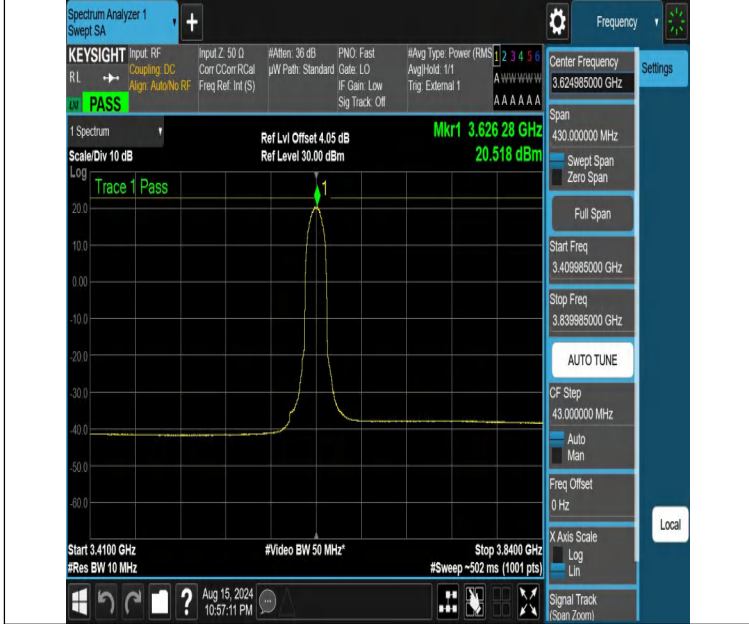 Spectrum Analyzer 1
Swept SA
+
Frequency
KEYSIGHT
RL
LXI
PASS
Input: RF
Coupling: DC
Align: Auto/No RF
Input Z: 50 Ω
Corr CCorr RCal
Freq Ref: Int (S)
#Atten: 36 dB
µW Path: Standard
PNO: Fast
Gate: LO
IF Gain: Low
Sig Track: Off
#Avg Type: Power (RMS
Avg|Hold: 1/1
Trig: External 1
1 2 3 4 5 6
A W W W W W
A A A A A A
1 Spectrum
Scale/Div 10 dB
Ref Lvl Offset 4.05 dB
Ref Level 30.00 dBm
Mkr1 3.626 28 GHz
20.518 dBm
Log
Trace 1 Pass
1
20.0
10.0
0.00
-10.0
-20.0
-30.0
-40.0
-50.0
-60.0
Start 3.4100 GHz
#Res BW 10 MHz
#Video BW 50 MHz*
Stop 3.8400 GHz
#Sweep ~502 ms (1001 pts)
Center Frequency
3.624985000 GHz
Settings
Span
430.000000 MHz
Swept Span
Zero Span
Full Span
Start Freq
3.409985000 GHz
Stop Freq
3.839985000 GHz
AUTO TUNE
CF Step
43.000000 MHz
Auto
Man
Freq Offset
0 Hz
X Axis Scale
Log
Lin
Signal Track
(Span Zoom)
Local
?
Aug 15, 2024
10:57:11 PM